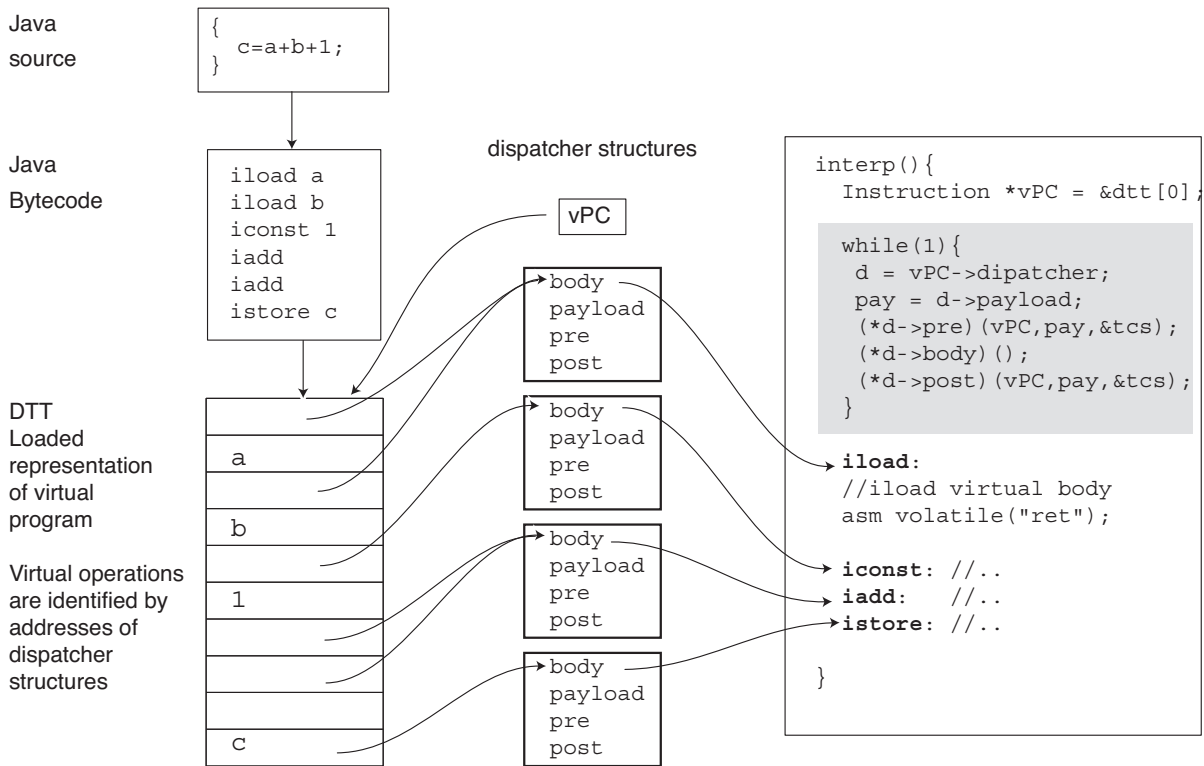 Java
source
{
c=a+b+1;
}
Java
Bytecode
iload a
iload b
iconst 1
iadd
iadd
istore c
DTT
Loaded
representation
of virtual
program
Virtual operations
are identified by
addresses of
dispatcher
structures
a
b
1
c
dispatcher structures
vPC
body
payload
pre
post
body
payload
pre
post
body
payload
pre
post
body
payload
pre
post
interp(){
Instruction *vPC = &dtt[0];
while(1){
d = vPC->dipatcher;
pay = d->payload;
(*d->pre)(vPC,pay,&tcs);
(*d->body)();
(*d->post)(vPC,pay,&tcs);
}
iload:
//iload virtual body
asm volatile("ret");
iconst: //..
iadd: //..
istore: //..
}